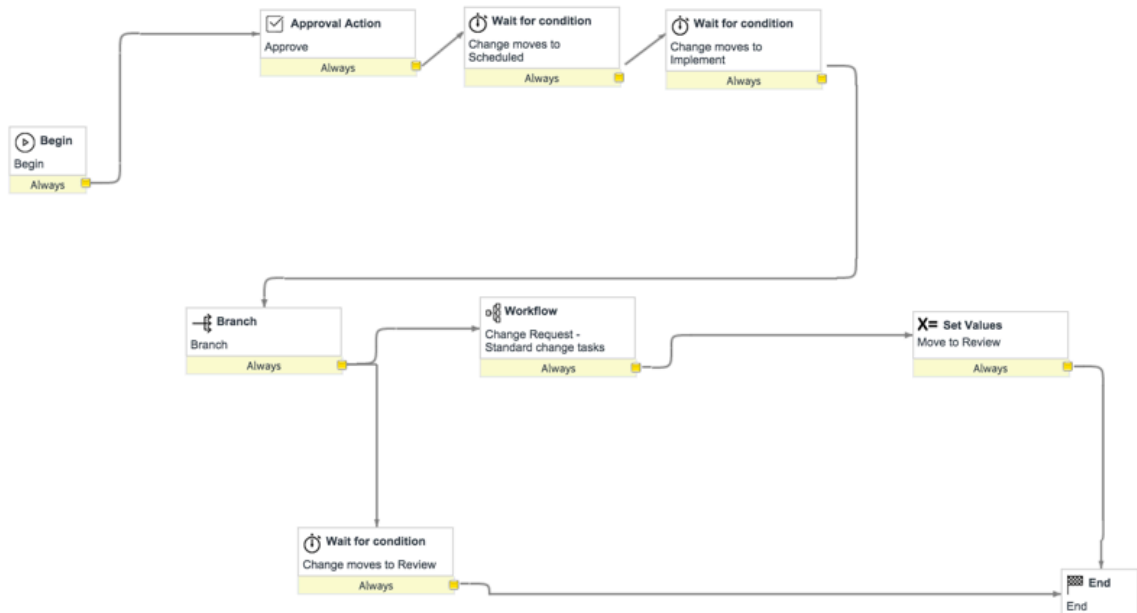 Approval Action
Approve
Always
Wait for condition
Change moves to
Scheduled
Always
Wait for condition
Change moves to
Implement
Always
Begin
Begin
Always
Branch
Branch
Always
Workflow
Change Request -
Standard change tasks
Always
X= Set Values
Move to Review
Always
Wait for condition
Change moves to Review
Always
End
End